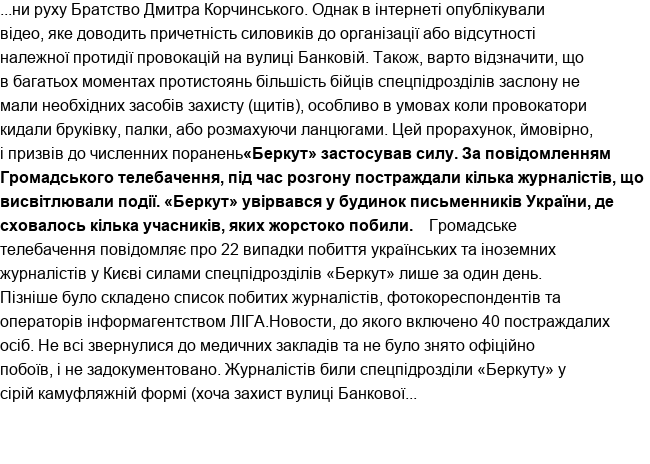 ...ни руху Братство Дмитра Корчинського. Однак в інтернеті опублікували
відео, яке доводить причетність силовиків до організації або відсутності
належної протидії провокацій на вулиці Банковій. Також, варто відзначити, що
в багатьох моментах протистоянь більшість бійців спецпідрозділів заслону не
мали необхідних засобів захисту (щитів), особливо в умовах коли провокатори
кидали бруківку, палки, або розмахуючи ланцюгами. Цей прорахунок, ймовірно,
і призвів до численних поранень«Беркут» застосував силу. За повідомленням
Громадського телебачення, під час розгону постраждали кілька журналістів, що
висвітлювали події. «Беркут» увірвався у будинок письменників України, де
сховалось кілька учасників, яких жорстоко побили. Громадське
телебачення повідомляє про 22 випадки побиття українських та іноземних
журналістів у Києві силами спецпідрозділів «Беркут» лише за один день.
Пізніше було складено список побитих журналістів, фотокореспондентів та
операторів інформагентством ЛІГА.Новости, до якого включено 40 постраждалих
осіб. Не всі звернулися до медичних закладів та не було знято офіційно
побоїв, і не задокументовано. Журналістів били спецпідрозділи «Беркуту» у
сірій камуфляжній формі (хоча захист вулиці Банкової...